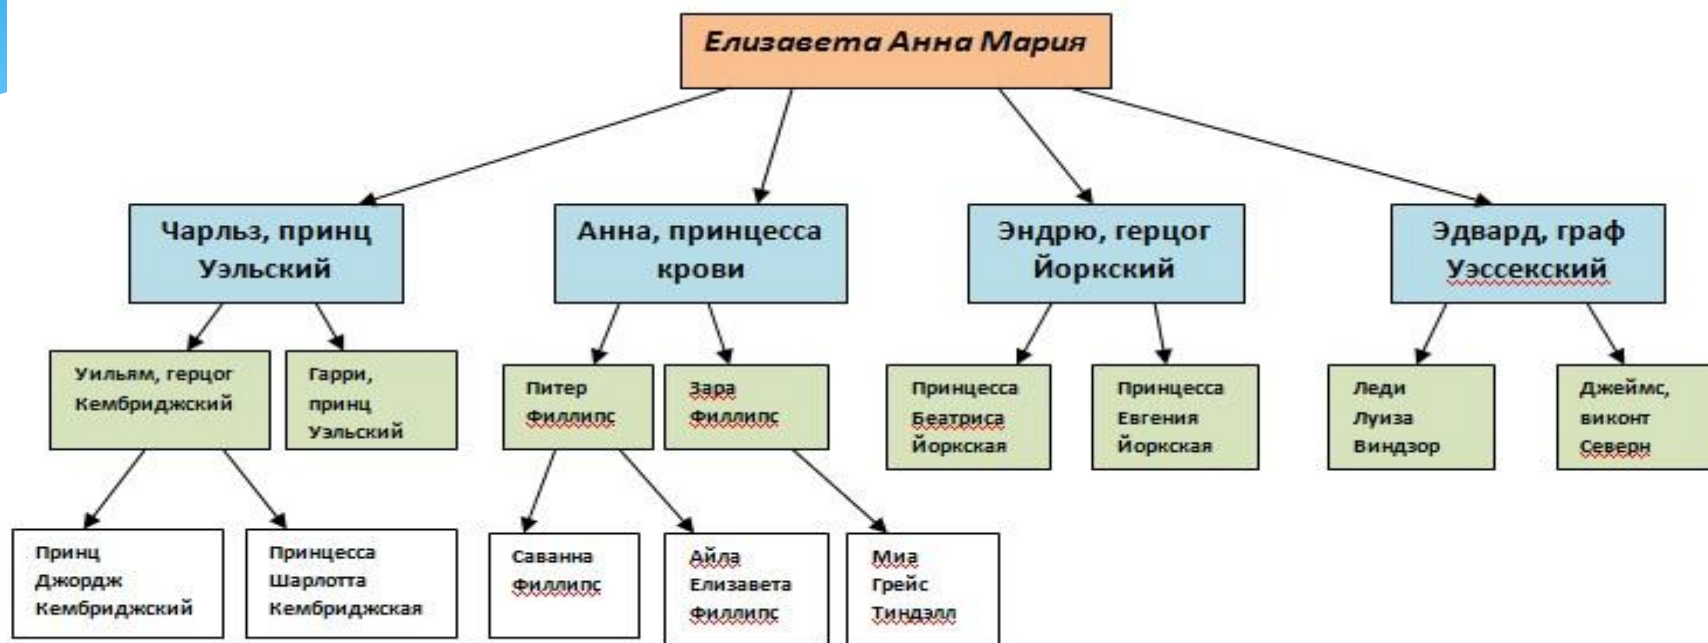 Елизавета Анна Мария
Чарльз, принц
Уэльский
Анна, принцесса
крови
Эндрю, герцог
Йоркский
Эдвард, граф
Уэссекский
Уильям, герцог
Кембриджский
Гарри,
принц
Уэльский
Питер
Филлипс
Зара
Филлипс
Принцесса
Беатриса
Йоркская
Принцесса
Евгения
Йоркская
Леди
Луиза
Виндзор
Джеймс,
виконт
Северн
Принц
Джордж
Кембриджский
Принцесса
Шарлотта
Кембриджская
Саванна
Филлипс
Айла
Елизавета
Филлипс
Миа
Грейс
Тиндэлл